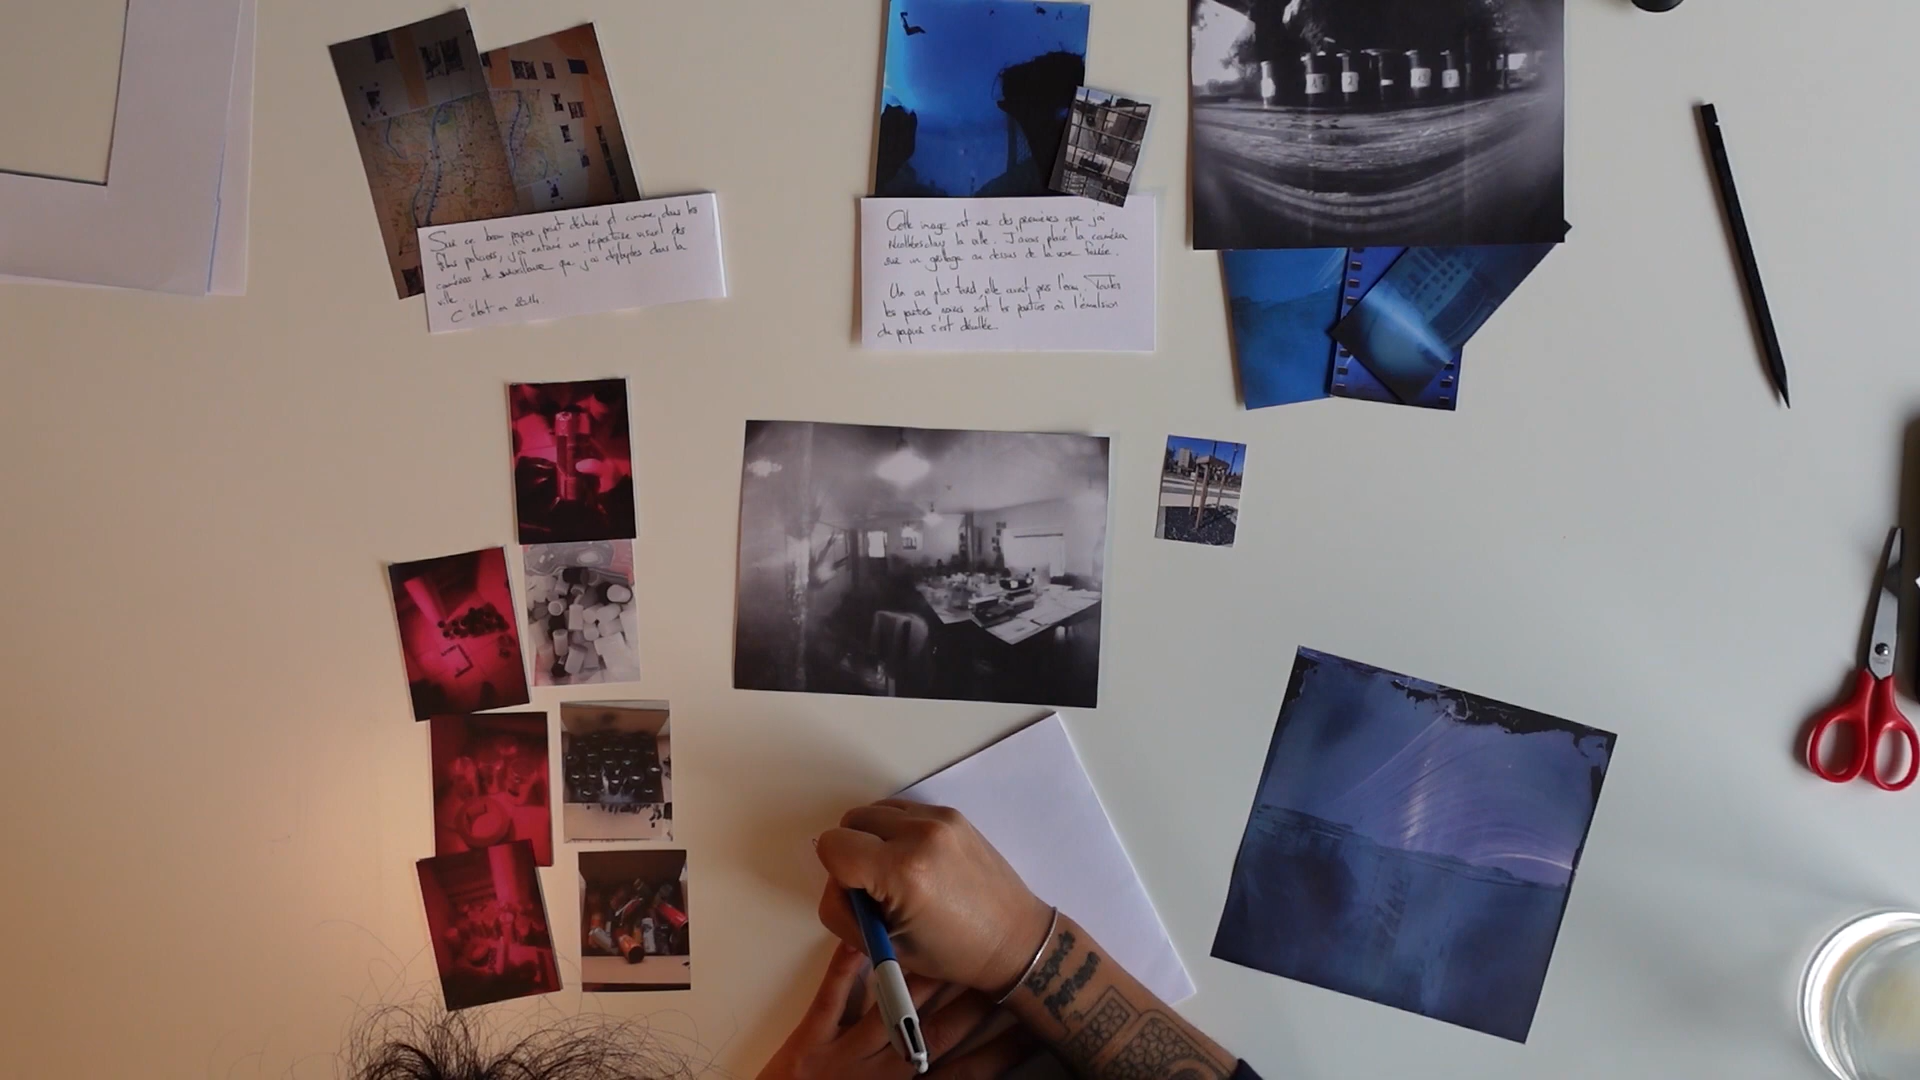 Sur ce beau papier peint déchiré et comme, dans les
films policiers, j'ai entamé un répertoire visuel des
caméras de surveillance que j'ai déployées dans la
ville.
C'était en 2014.
Cette image est une des premières que j'ai
récoltées dans la ville. J'avais placé la caméra
sur un grillage au dessus de la voie ferrée.
Un an plus tard, elle avait pris l'eau. Toutes
les parties noires sont les parties où l'émulsion
du papier s'est décollée.
Expert